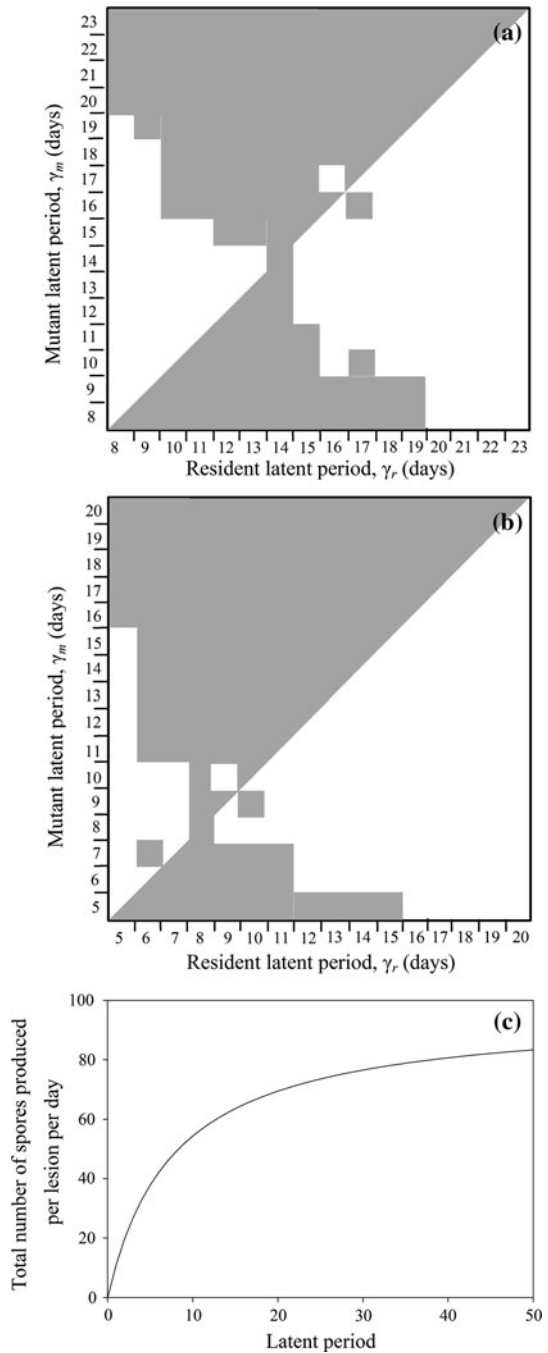 (a)
Mutant latent period, γm (days)
23
22
21
20
19
18
17
16
15
14
13
12
11
10
9
8
8 9 10 11 12 13 14 15 16 17 18 19 20 21 22 23
Resident latent period, γr (days)
(b)
Mutant latent period, γm (days)
20
19
18
17
16
15
14
13
12
11
10
9
8
7
6
5
5 6 7 8 9 10 11 12 13 14 15 16 17 18 19 20
Resident latent period, γr (days)
(c)
Total number of spores produced
per lesion per day
100
80
60
40
20
0
0 10 20 30 40 50
Latent period